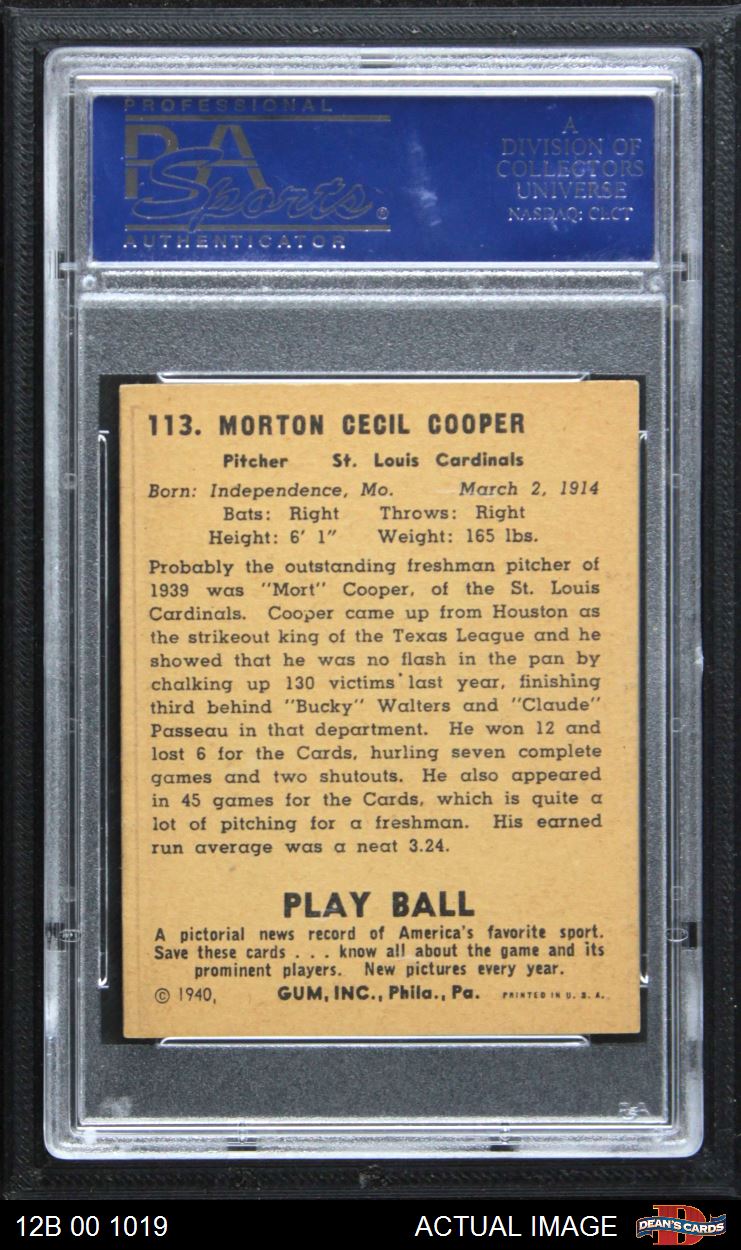 PROFESSIONAL
PSA
Sports®
AUTHENTICATOR
A
DIVISION OF
COLLECTORS
UNIVERSE
NASDAQ: CLCT
113. MORTON CECIL COOPER
Pitcher St. Louis Cardinals
Born: Independence, Mo. March 2, 1914
Bats: Right Throws: Right
Height: 6' 1" Weight: 165 lbs.
Probably the outstanding freshman pitcher of
1939 was "Mort" Cooper, of the St. Louis
Cardinals. Cooper came up from Houston as
the strikeout king of the Texas League and he
showed that he was no flash in the pan by
chalking up 130 victims last year, finishing
third behind "Bucky" Walters and "Claude"
Passeau in that department. He won 12 and
lost 6 for the Cards, hurling seven complete
games and two shutouts. He also appeared
in 45 games for the Cards, which is quite a
lot of pitching for a freshman. His earned
run average was a neat 3.24.
PLAY BALL
A pictorial news record of America's favorite sport.
Save these cards . . . know all about the game and its
prominent players. New pictures every year.
© 1940, GUM, INC., Phila., Pa. PRINTED IN U. S. A.
PSA
12B 00 1019 ACTUAL IMAGE DEAN'S CARDS